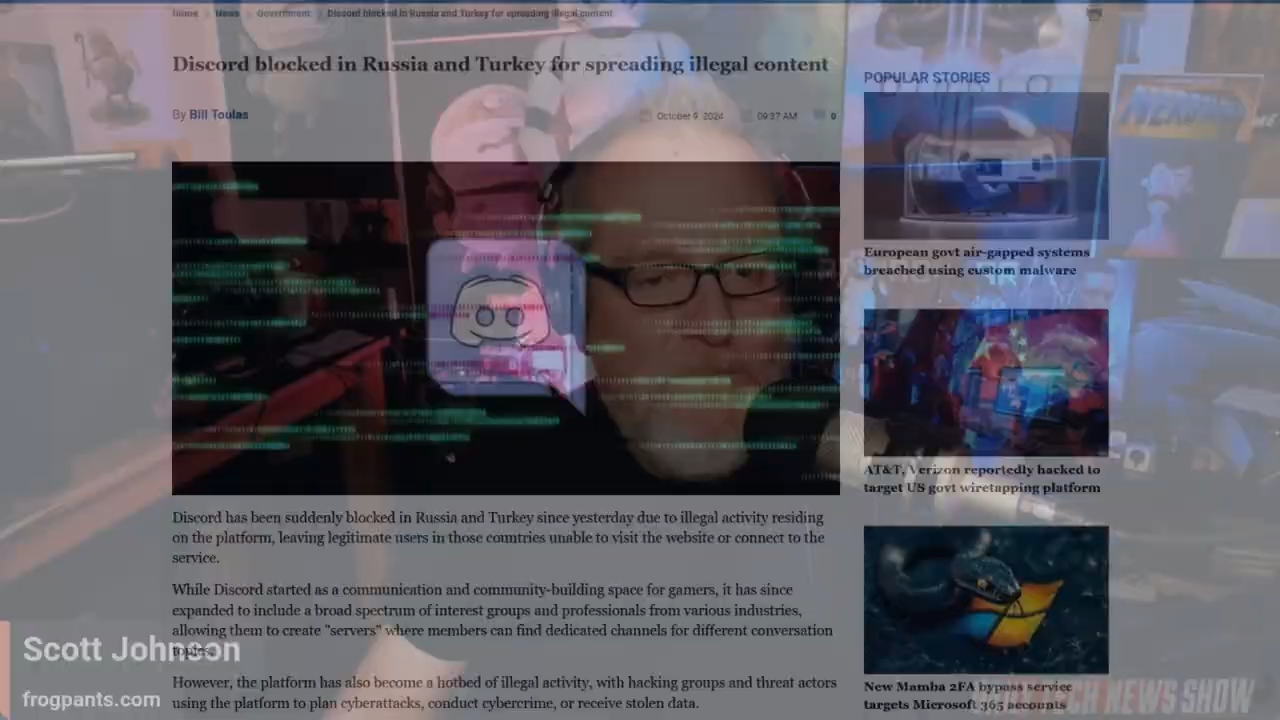 Home News Government Discord blocked in Russia and Turkey for spreading illegal content
Discord blocked in Russia and Turkey for spreading illegal content
By Bill Toulas
October 9, 2024 09:37 AM 0
Discord has been suddenly blocked in Russia and Turkey since yesterday due to illegal activity residing
on the platform, leaving legitimate users in those countries unable to visit the website or connect to the
service.
While Discord started as a communication and community-building space for gamers, it has since
expanded to include a broad spectrum of interest groups and professionals from various industries,
allowing them to create "servers" where members can find dedicated channels for different conversation
topics.
However, the platform has also become a hotbed of illegal activity, with hacking groups and threat actors
using the platform to plan cyberattacks, conduct cybercrime, or receive stolen data.
POPULAR STORIES
European govt air-gapped systems
breached using custom malware
AT&T, Verizon reportedly hacked to
target US govt wiretapping platform
New Mamba 2FA bypass service
targets Microsoft 365 accounts
Scott Johnson
frogpants.com
TECH NEWS SHOW